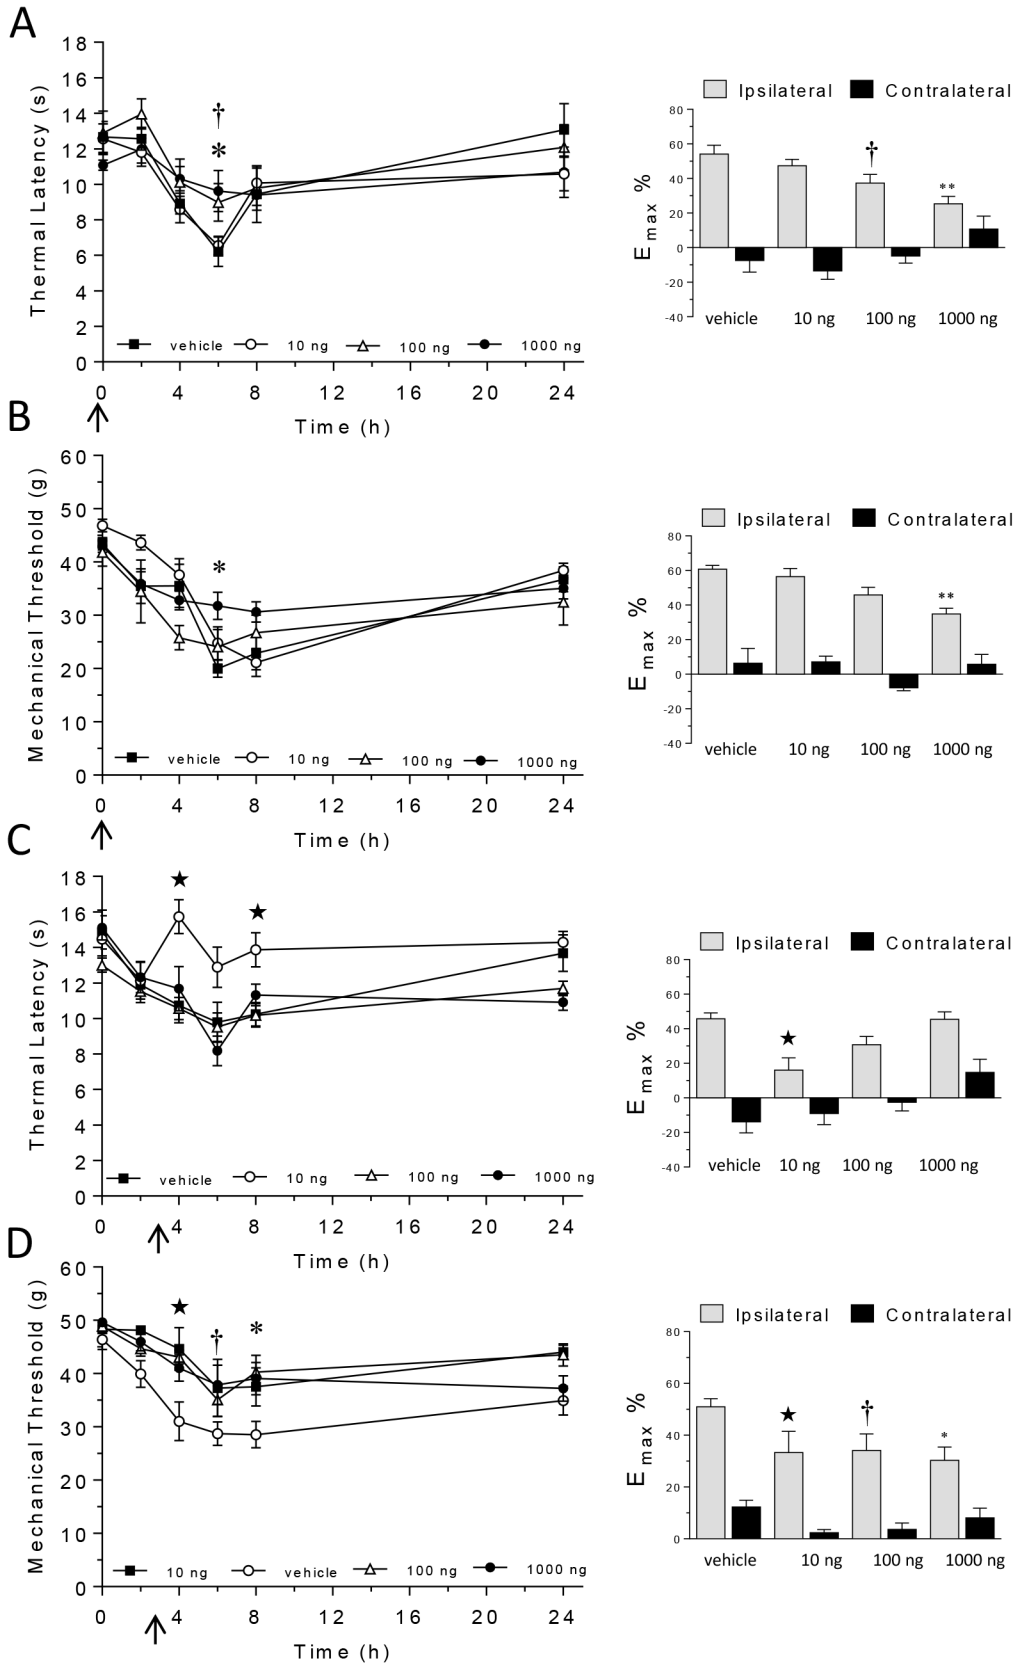 A
Thermal Latency (s)
18
16
14
12
10
8
6
4
2
0
†
*
vehicle 10 ng 100 ng 1000 ng
0 4 8 12 16 20 24
Time (h)
Ipsilateral Contralateral
E max %
80
60
40
20
0
-20
-40
†
**
vehicle 10 ng 100 ng 1000 ng
B
Mechanical Threshold (g)
60
50
40
30
20
10
0
*
vehicle 10 ng 100 ng 1000 ng
0 4 8 12 16 20 24
Time (h)
Ipsilateral Contralateral
E max %
80
60
40
20
0
-20
-40
**
vehicle 10 ng 100 ng 1000 ng
C
Thermal Latency (s)
18
16
14
12
10
8
6
4
2
0
★
★
vehicle 10 ng 100 ng 1000 ng
0 4 8 12 16 20 24
Time (h)
Ipsilateral Contralateral
E max %
80
60
40
20
0
-20
-40
★
vehicle 10 ng 100 ng 1000 ng
D
Mechanical Threshold (g)
60
50
40
30
20
10
0
★ † *
10 ng vehicle 100 ng 1000 ng
0 4 8 12 16 20 24
Time (h)
Ipsilateral Contralateral
E max %
80
60
40
20
0
★ † *
vehicle 10 ng 100 ng 1000 ng